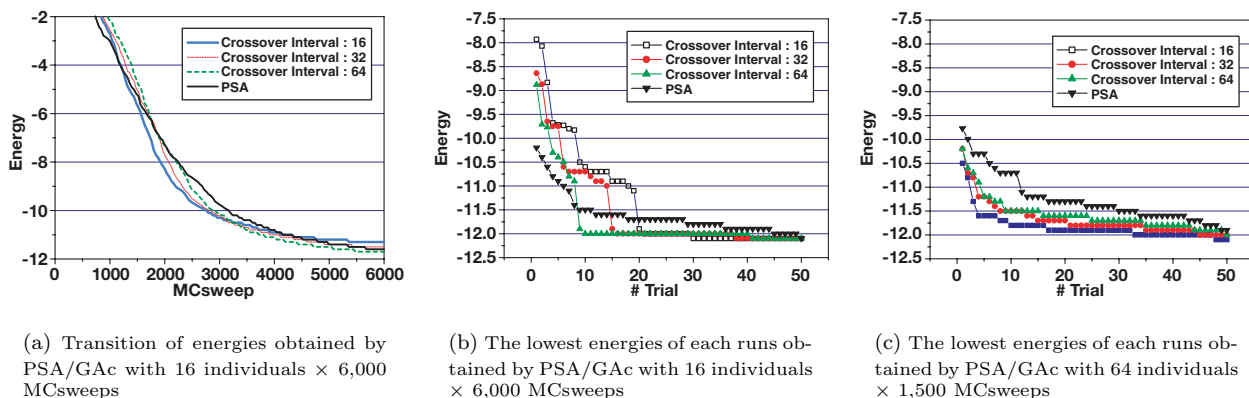 -2
-4
-6
-8
-10
-12
Energy
0
1000
2000
3000
4000
5000
6000
MCsweep
Crossover Interval : 16
Crossover Interval : 32
Crossover Interval : 64
PSA
(a) Transition of energies obtained by
PSA/GAc with 16 individuals × 6,000
MCsweeps
-7.5
-8.0
-8.5
-9.0
-9.5
-10.0
-10.5
-11.0
-11.5
-12.0
-12.5
Energy
0
10
20
30
40
50
# Trial
Crossover Interval : 16
Crossover Interval : 32
Crossover Interval : 64
PSA
(b) The lowest energies of each runs ob-
tained by PSA/GAc with 16 individuals
× 6,000 MCsweeps
-7.5
-8.0
-8.5
-9.0
-9.5
-10.0
-10.5
-11.0
-11.5
-12.0
-12.5
Energy
0
10
20
30
40
50
# Trial
Crossover Interval : 16
Crossover Interval : 32
Crossover Interval : 64
PSA
(c) The lowest energies of each runs ob-
tained by PSA/GAc with 64 individuals
× 1,500 MCsweeps